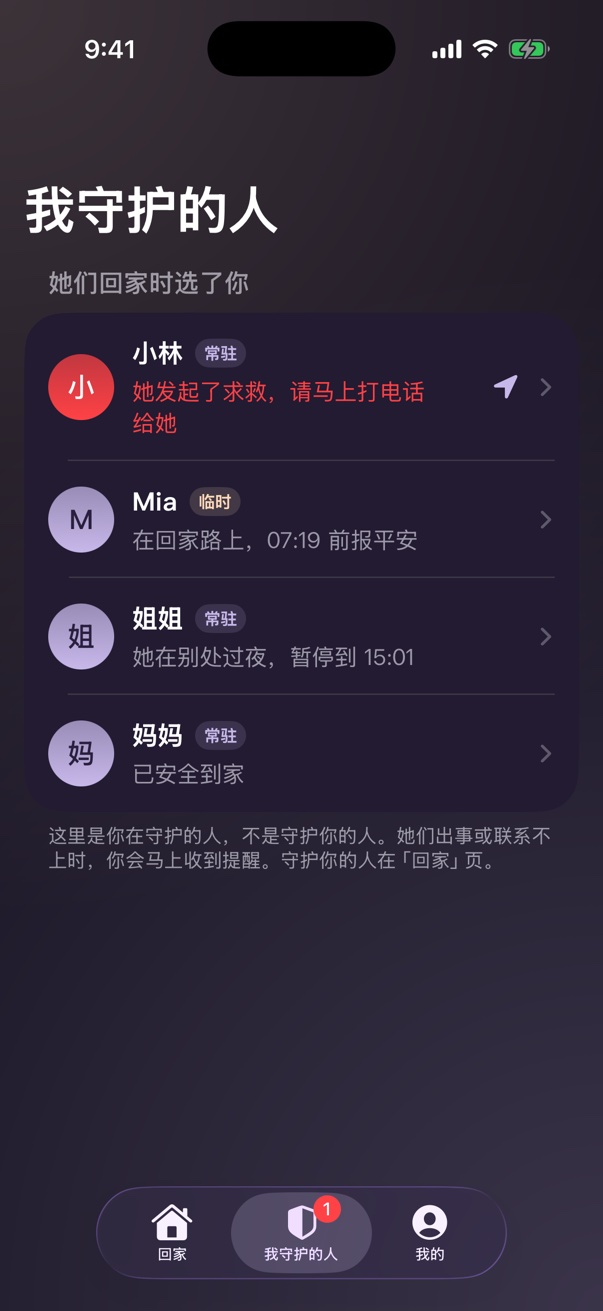 9:41
我守护的人
她们回家时选了你
小
小林 常驻
她发起了求救，请马上打电话
给她
M
Mia 临时
在回家路上，07:19 前报平安
姐
姐姐 常驻
她在别处过夜，暂停到 15:01
妈
妈妈 常驻
已安全到家
这里是你在守护的人，不是守护你的人。她们出事或联系不
上时，你会马上收到提醒。守护你的人在「回家」页。
1
回家 我守护的人 我的